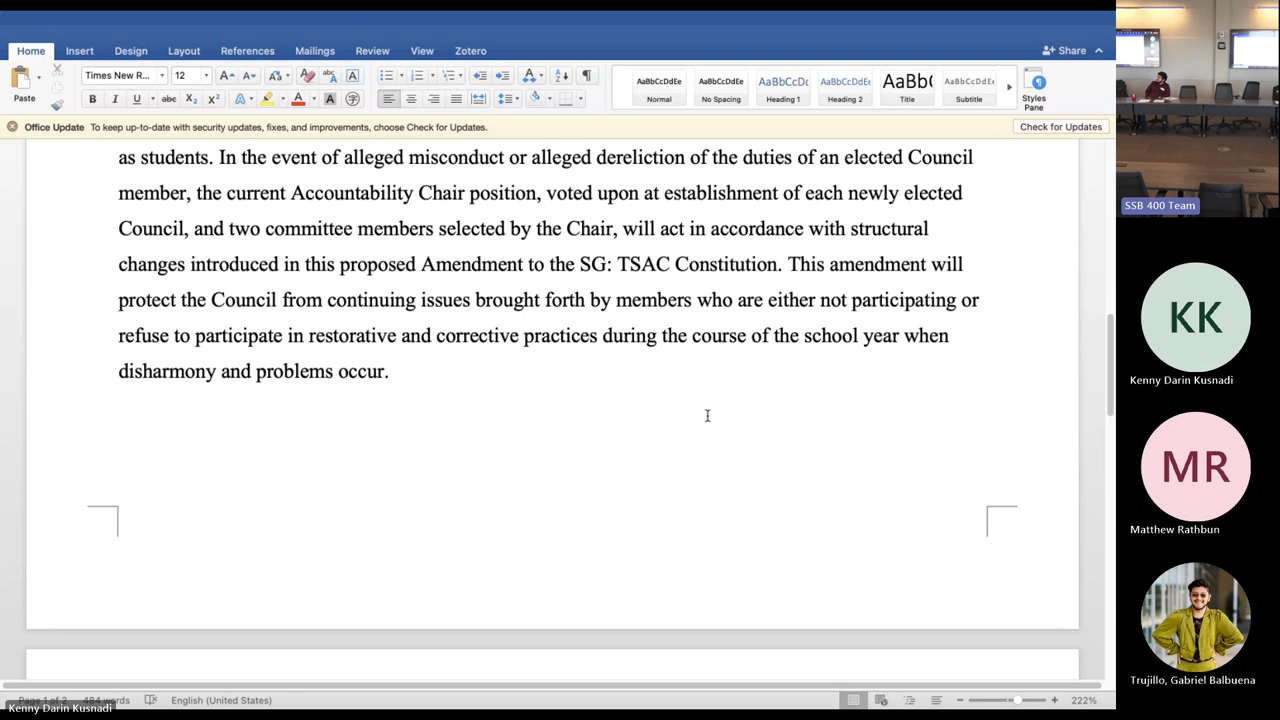 Home Insert Design Layout References Mailings Review View Zotero Share
Paste Times New R... 12
AaBbCcDdEe AaBbCcDdEe AaBbCcDc AaBbCcDdEe AaBb( AaBbCcDdEe
Normal No Spacing Heading 1 Heading 2 Title Subtitle Styles Pane
Office Update To keep up-to-date with security updates, fixes, and improvements, choose Check for Updates. Check for Updates
as students. In the event of alleged misconduct or alleged dereliction of the duties of an elected Council
member, the current Accountability Chair position, voted upon at establishment of each newly elected
Council, and two committee members selected by the Chair, will act in accordance with structural
changes introduced in this proposed Amendment to the SG: TSAC Constitution. This amendment will
protect the Council from continuing issues brought forth by members who are either not participating or
refuse to participate in restorative and corrective practices during the course of the school year when
disharmony and problems occur.
Page 1 of 2 484 words English (United States) 222%
Kenny Darin Kusnadi
SSB 400 Team
KK
Kenny Darin Kusnadi
MR
Matthew Rathbun
Trujillo, Gabriel Balbuena